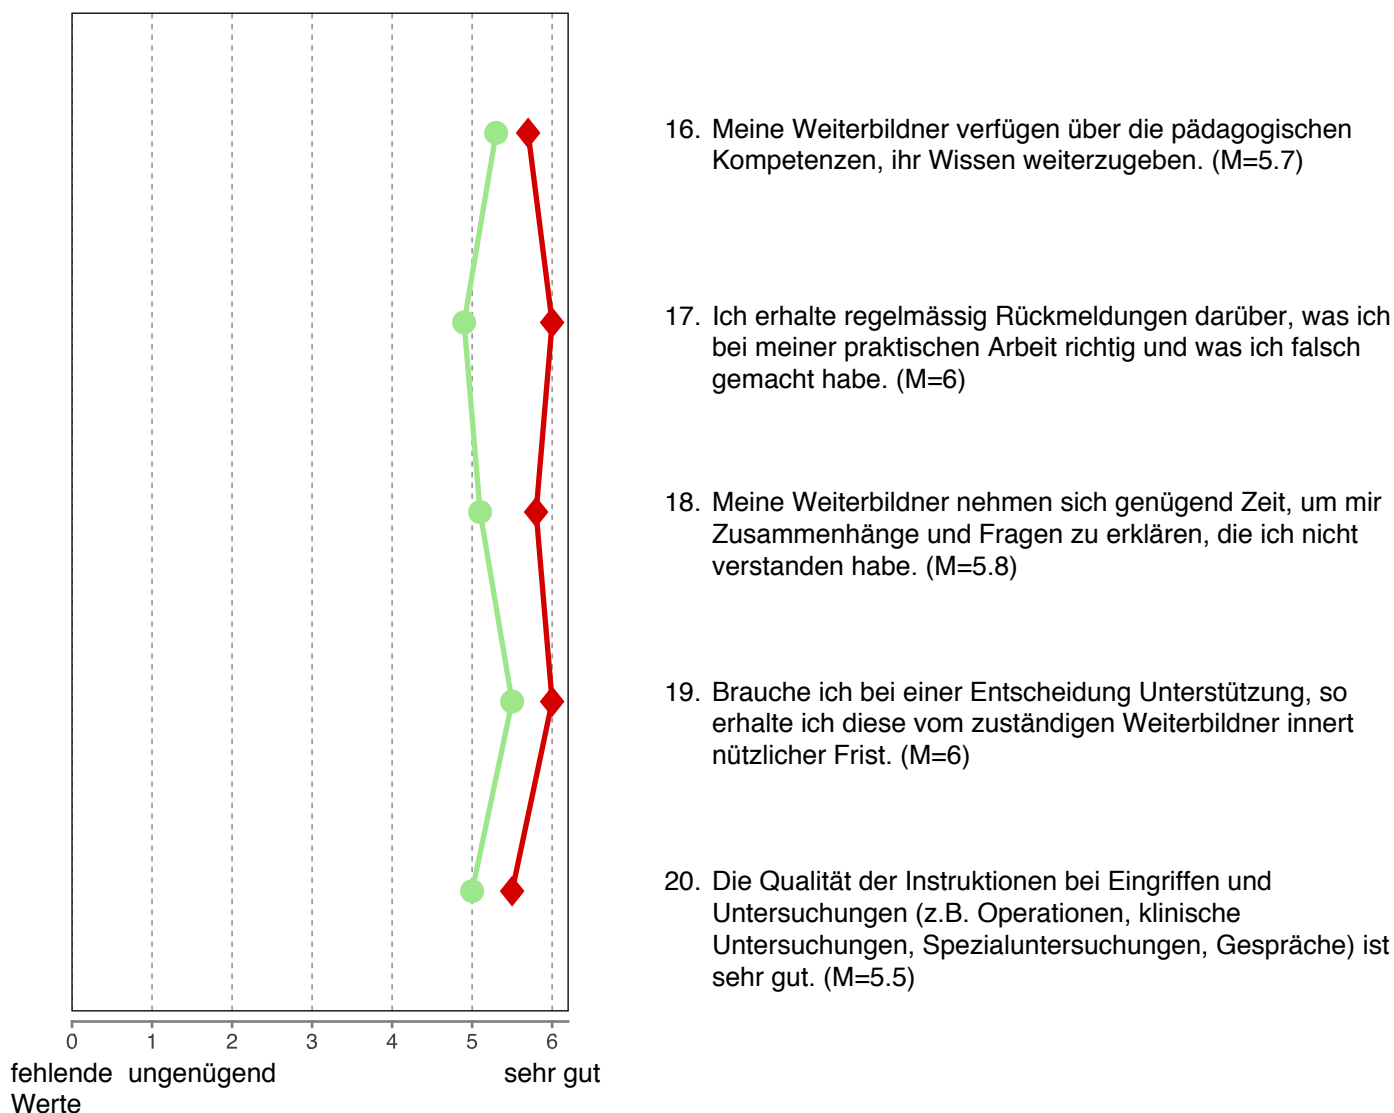 16. Meine Weiterbildner verfügen über die pädagogischen
Kompetenzen, ihr Wissen weiterzugeben. (M=5.7)
17. Ich erhalte regelmässig Rückmeldungen darüber, was ich
bei meiner praktischen Arbeit richtig und was ich falsch
gemacht habe. (M=6)
18. Meine Weiterbildner nehmen sich genügend Zeit, um mir
Zusammenhänge und Fragen zu erklären, die ich nicht
verstanden habe. (M=5.8)
19. Brauche ich bei einer Entscheidung Unterstützung, so
erhalte ich diese vom zuständigen Weiterbildner innert
nützlicher Frist. (M=6)
20. Die Qualität der Instruktionen bei Eingriffen und
Untersuchungen (z.B. Operationen, klinische
Untersuchungen, Spezialuntersuchungen, Gespräche) ist
sehr gut. (M=5.5)
0 1 2 3 4 5 6
fehlende ungenügend sehr gut
Werte